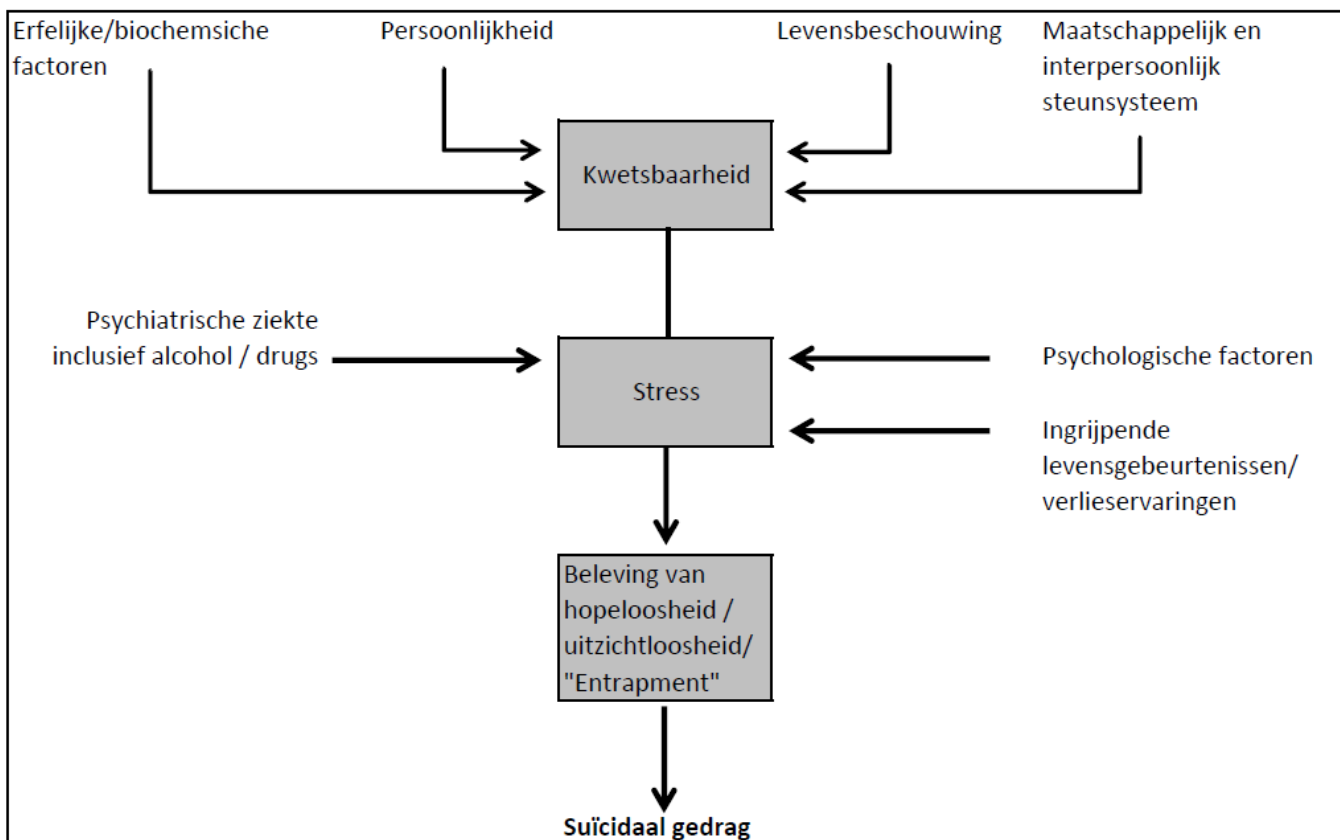 Erfelijke/biochemsiche
factoren
Persoonlijkheid
Levensbeschouwing
Maatschappelijk en
interpersoonlijk
steunsysteem
Kwetsbaarheid
Psychiatrische ziekte
inclusief alcohol / drugs
Stress
Psychologische factoren
Ingrijpende
levensgebeurtenissen/
verlieservaringen
Beleving van
hopeloosheid /
uitzichtloosheid/
"Entrapment"
Suïcidaal gedrag